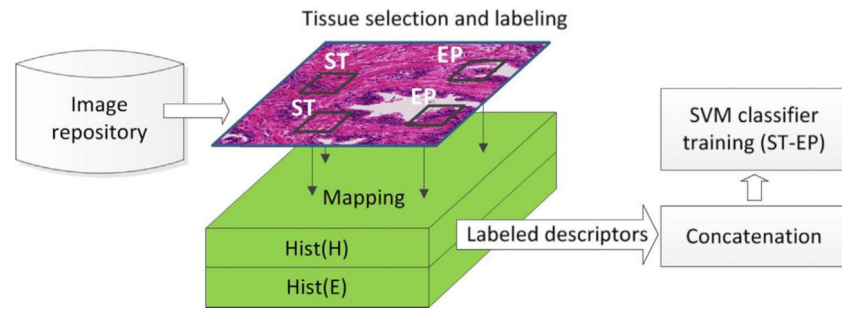 Tissue selection and labeling
Image
repository
ST
EP
ST
EP
Mapping
Hist(H)
Hist(E)
Labeled descriptors
Concatenation
SVM classifier
training (ST-EP)